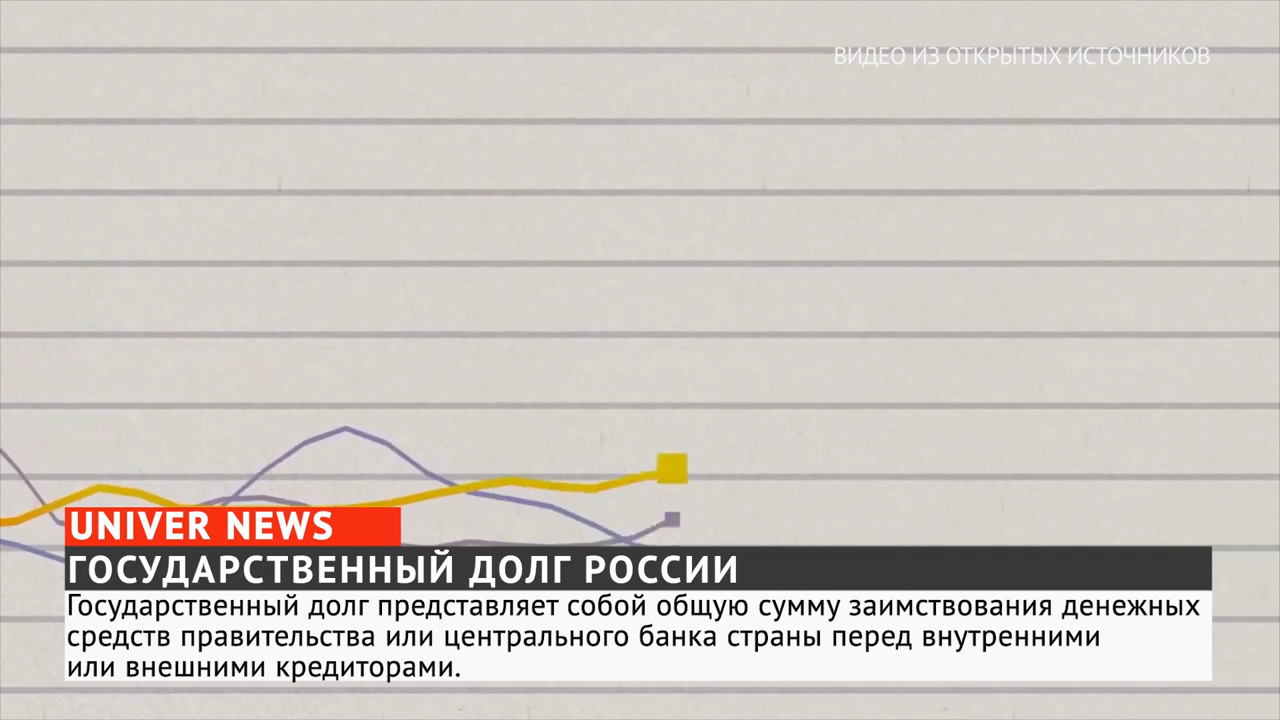 ВИДЕО ИЗ ОТКРЫТЫХ ИСТОЧНИКОВ
UNIVER NEWS
ГОСУДАРСТВЕННЫЙ ДОЛГ РОССИИ
Государственный долг представляет собой общую сумму заимствования денежных
средств правительства или центрального банка страны перед внутренними
или внешними кредиторами.